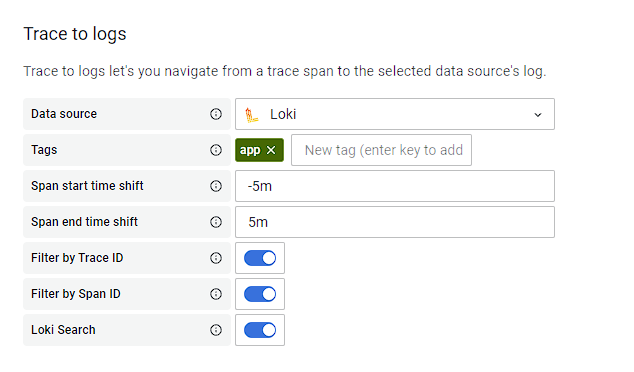 Trace to logs
Trace to logs let's you navigate from a trace span to the selected data source's log.
Data source Loki
Tags app × New tag (enter key to add
Span start time shift -5m
Span end time shift 5m
Filter by Trace ID
Filter by Span ID
Loki Search